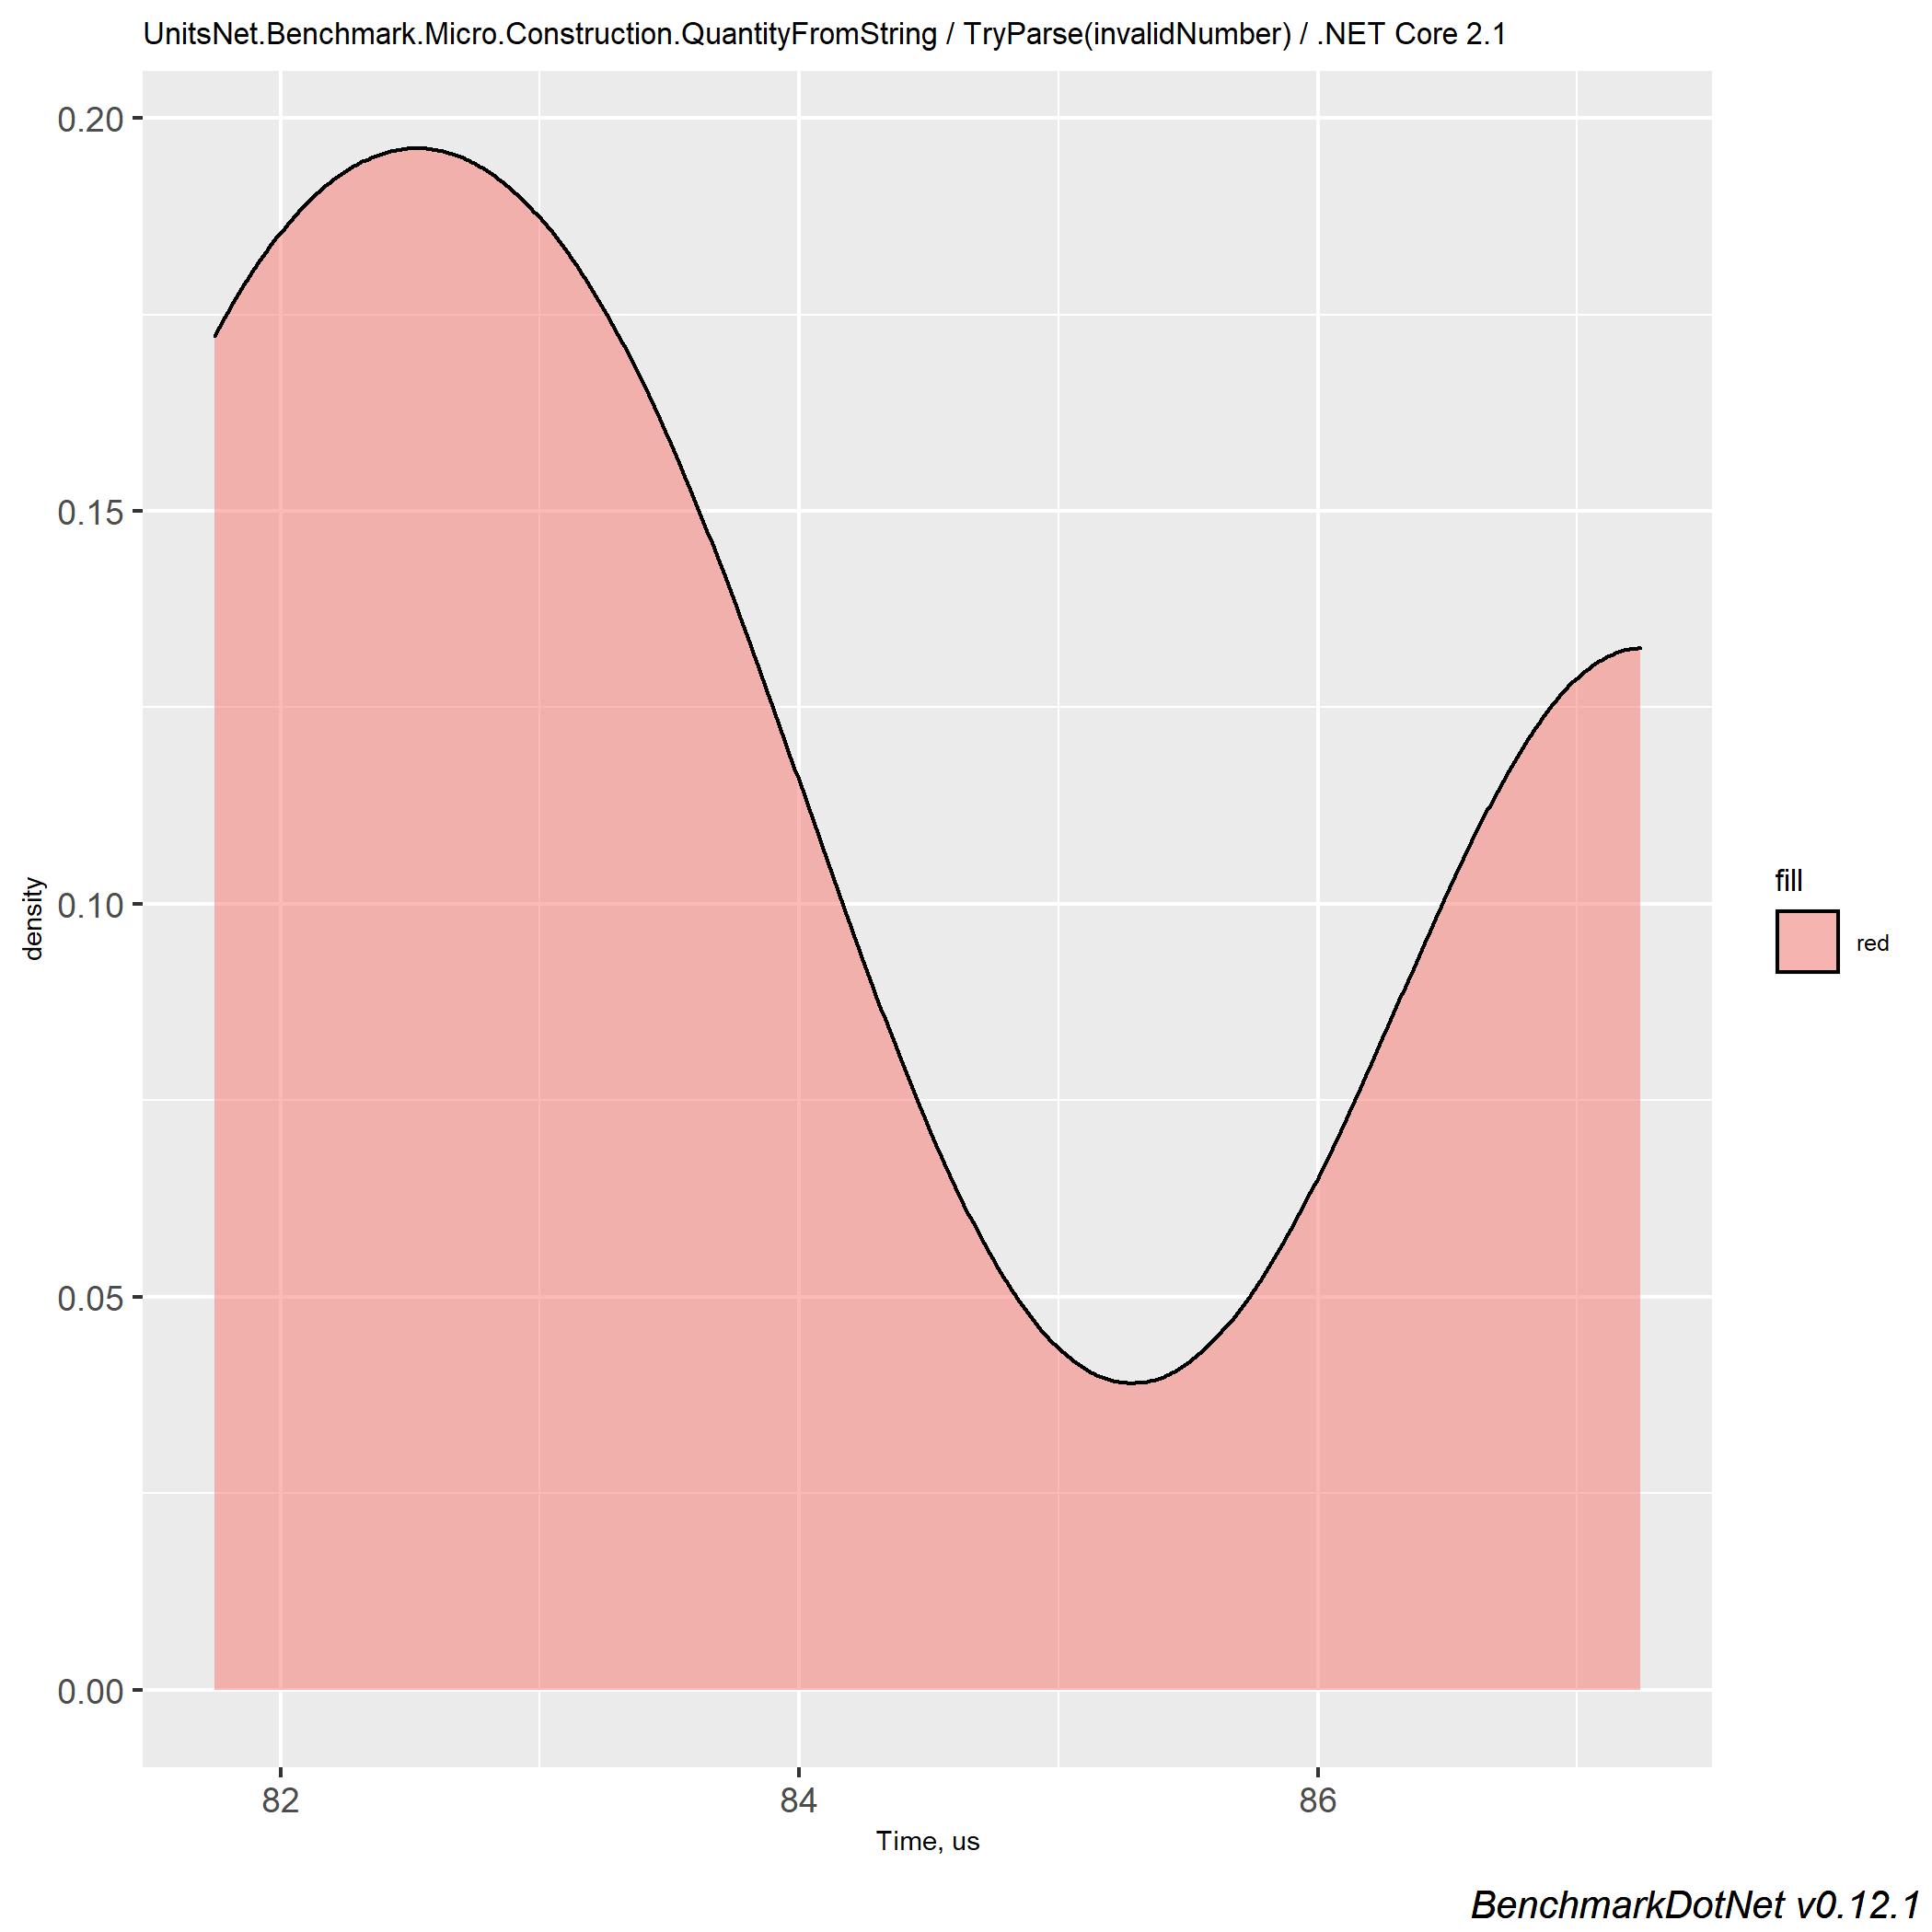 UnitsNet.Benchmark.Micro.Construction.QuantityFromString / TryParse(invalidNumber) / .NET Core 2.1
0.20
0.15
0.10
0.05
0.00
density
82
84
86
Time, us
fill
red
BenchmarkDotNet v0.12.1